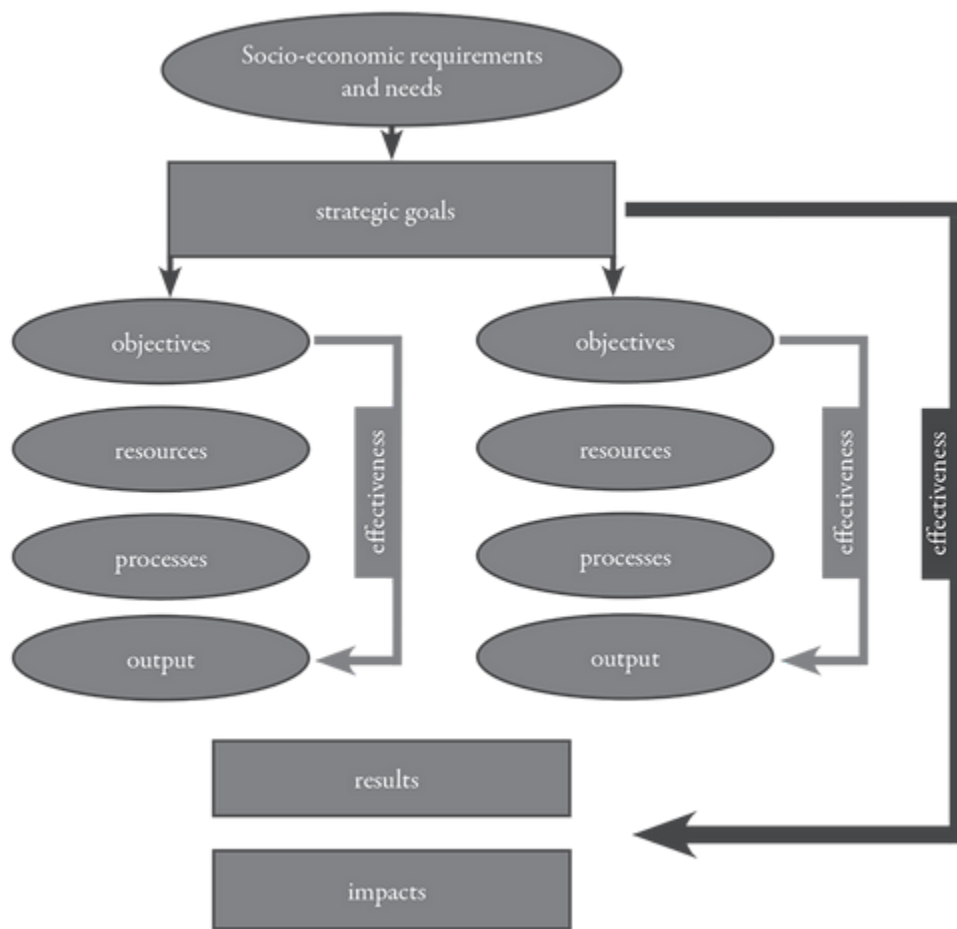 Socio-economic requirements
and needs
strategic goals
objectives
objectives
resources
resources
effectiveness
effectiveness
effectiveness
processes
processes
output
output
results
impacts